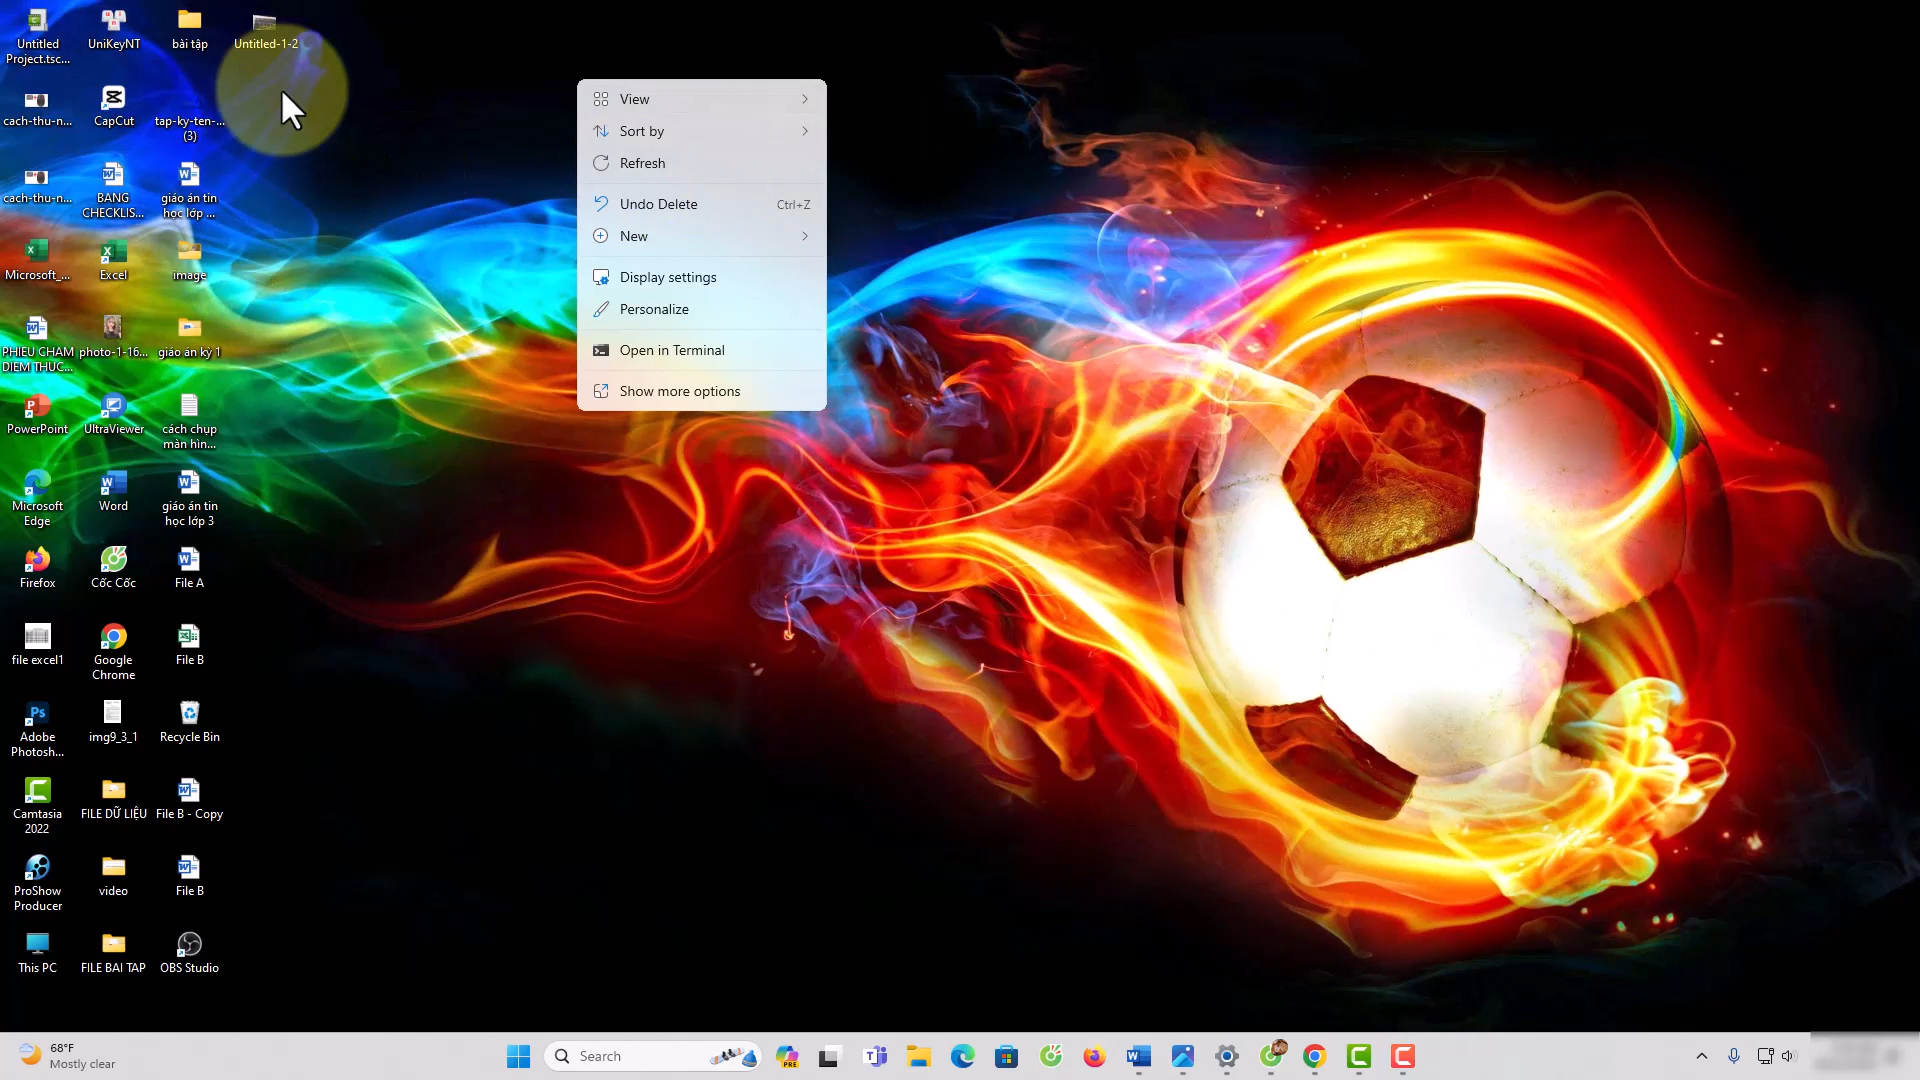 Untitled
Project.tsc...
UniKeyNT
bài tập
Untitled-1-2
cach-thu-n...
CapCut
tap-ky-ten-...
(3)
cach-thu-n...
BANG
CHECKLIS...
giáo án tin
học lớp ...
Microsoft_...
Excel
image
PHIEU CHAM
DIEM THUC...
photo-1-16...
giáo án kỳ 1
PowerPoint
UltraViewer
cách chụp
màn hìn...
Microsoft
Edge
Word
giáo án tin
học lớp 3
Firefox
Cốc Cốc
File A
file excel1
Google
Chrome
File B
Adobe
Photosh...
img9_3_1
Recycle Bin
Camtasia
2022
FILE DỮ LIỆU
File B - Copy
ProShow
Producer
video
File B
This PC
FILE BAI TAP
OBS Studio
View
Sort by
Refresh
Undo Delete Ctrl+Z
New
Display settings
Personalize
Open in Terminal
Show more options
68°F
Mostly clear
Search
PRE